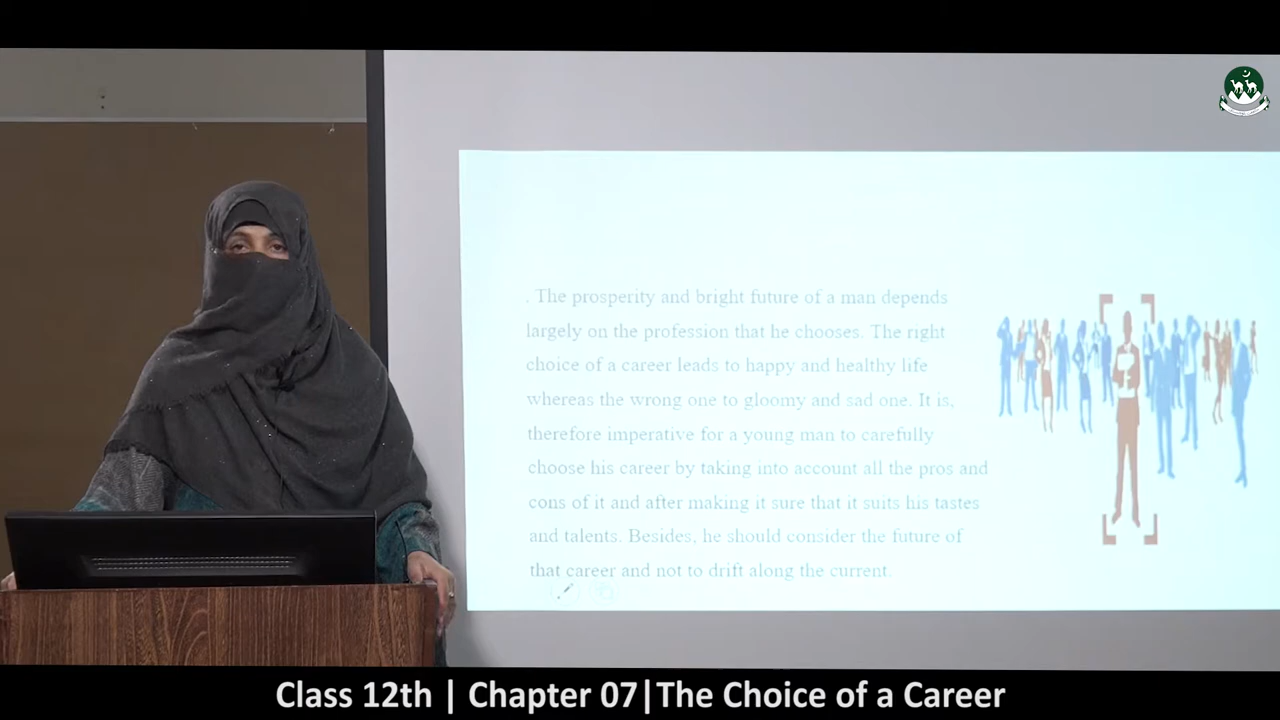 . The prosperity and bright future of a man depends
largely on the profession that he chooses. The right
choice of a career leads to happy and healthy life
whereas the wrong one to gloomy and sad one. It is,
therefore imperative for a young man to carefully
choose his career by taking into account all the pros and
cons of it and after making it sure that it suits his tastes
and talents. Besides, he should consider the future of
that career and not to drift along the current.
Class 12th | Chapter 07|The Choice of a Career